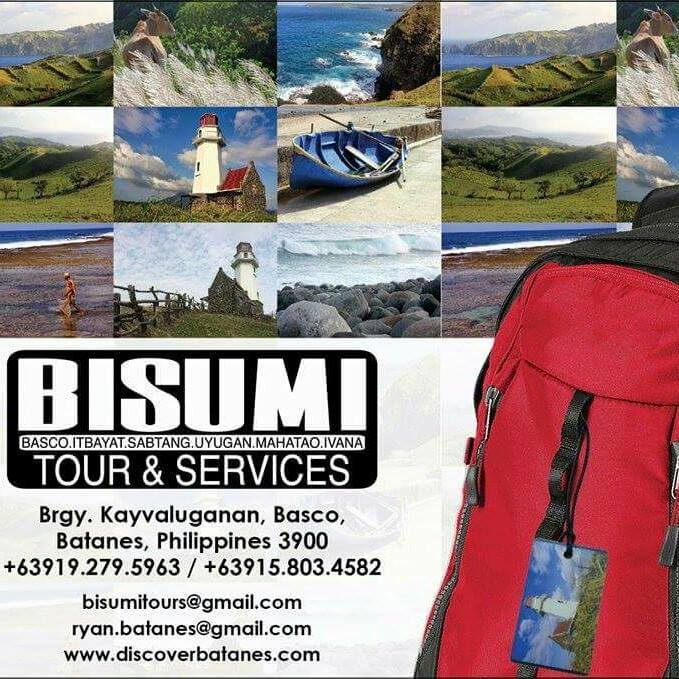 BISUMI
BASCO.ITBAYAT.SABTANG.UYUGAN.MAHATAO.IVANA
TOUR & SERVICES
Brgy. Kayvaluganan, Basco,
Batanes, Philippines 3900
+63919.279.5963 / +63915.803.4582
bisumitours@gmail.com
ryan.batanes@gmail.com
www.discoverbatanes.com